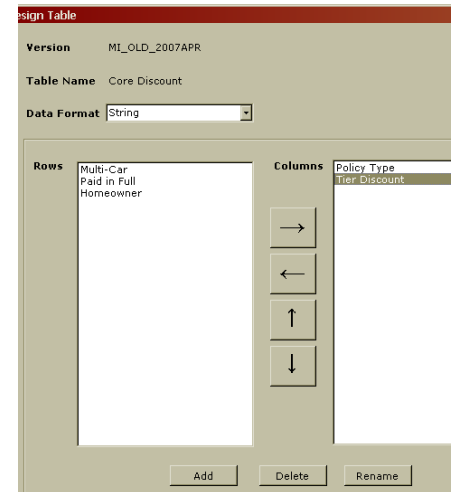 esign Table
Version MI_OLD_2007APR
Table Name Core Discount
Data Format String
Rows
Multi-Car
Paid in Full
Homeowner
Columns
Policy Type
Tier Discount
→
←
↑
↓
Add Delete Rename